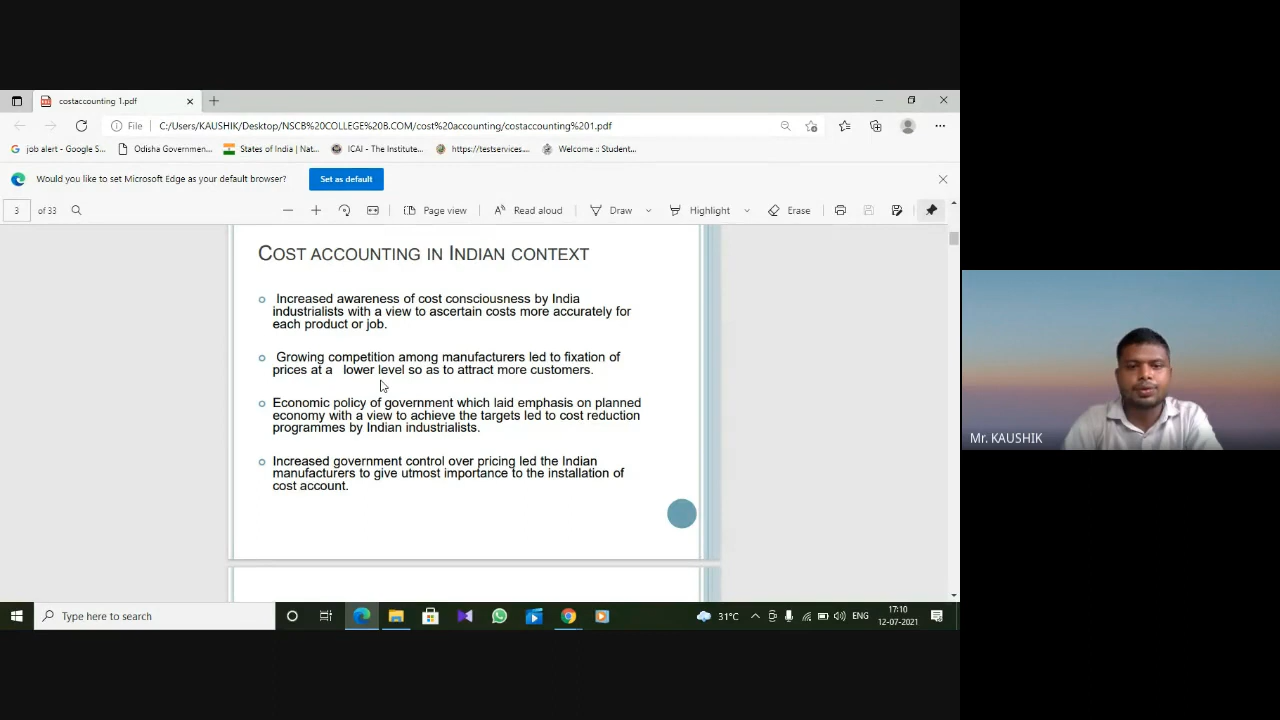 costaccounting 1.pdf
File C:/Users/KAUSHIK/Desktop/NSCB%20COLLEGE%20B.COM/cost%20accounting/costaccounting%201.pdf
job alert - Google S... Odisha Governmen... States of India | Nat... ICAI - The Institute... https://testservices.... Welcome :: Student...
Would you like to set Microsoft Edge as your default browser? Set as default
3 of 33 Page view Read aloud Draw Highlight Erase
COST ACCOUNTING IN INDIAN CONTEXT
Increased awareness of cost consciousness by India
industrialists with a view to ascertain costs more accurately for
each product or job.
Growing competition among manufacturers led to fixation of
prices at a lower level so as to attract more customers.
Economic policy of government which laid emphasis on planned
economy with a view to achieve the targets led to cost reduction
programmes by Indian industrialists.
Increased government control over pricing led the Indian
manufacturers to give utmost importance to the installation of
cost account.
Mr. KAUSHIK
Type here to search
31°C ENG
17:10
12-07-2021